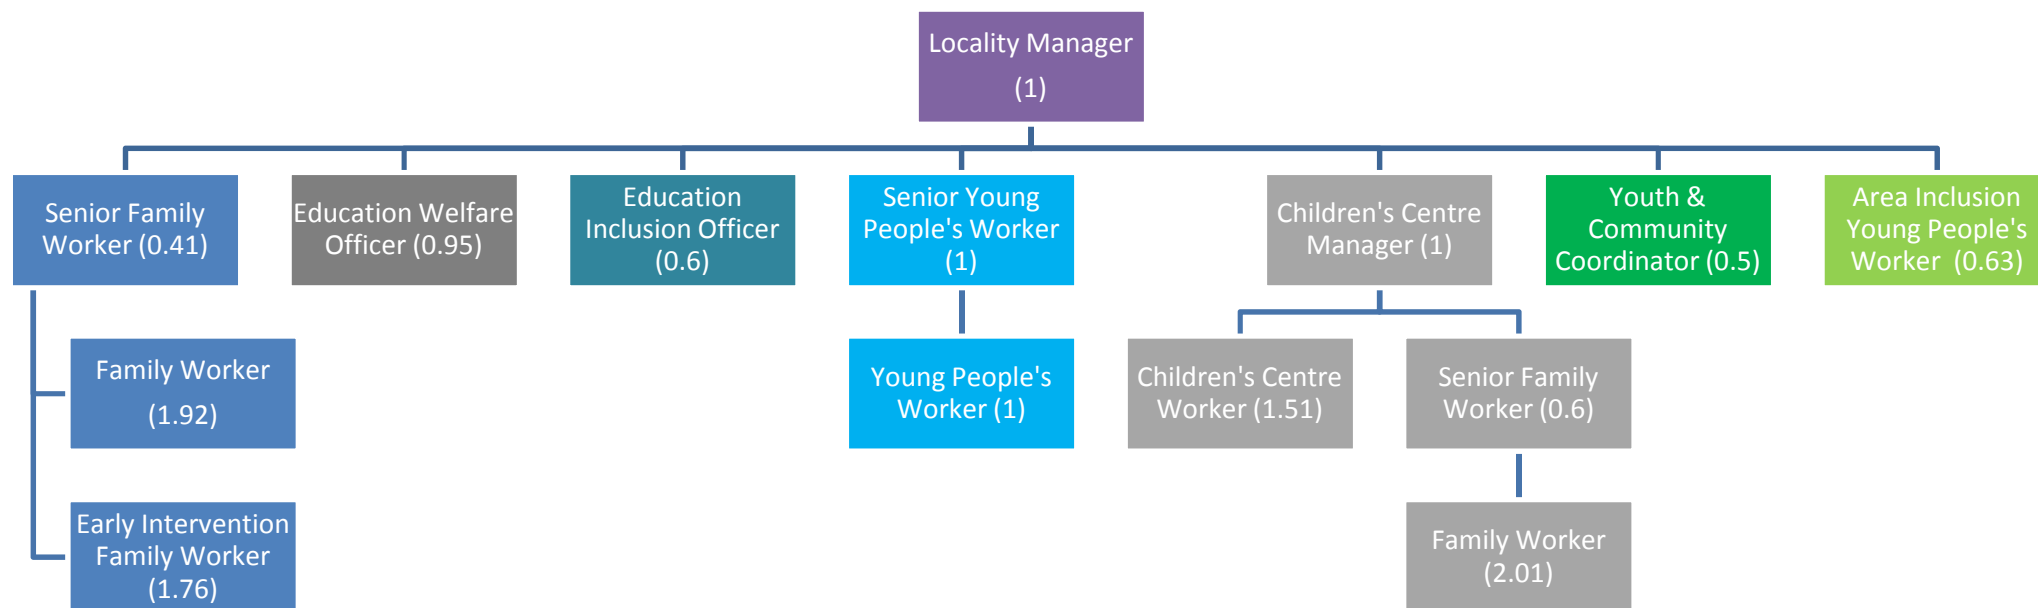 Locality Manager
(1)
Senior Family
Worker (0.41)
Education Welfare
Officer (0.95)
Education
Inclusion Officer
(0.6)
Senior Young
People's Worker
(1)
Children's Centre
Manager (1)
Youth &
Community
Coordinator (0.5)
Area Inclusion
Young People's
Worker  (0.63)
Family Worker
(1.92)
Young People's
Worker (1)
Children's Centre
Worker (1.51)
Senior Family
Worker (0.6)
Early Intervention
Family Worker
(1.76)
Family Worker
(2.01)